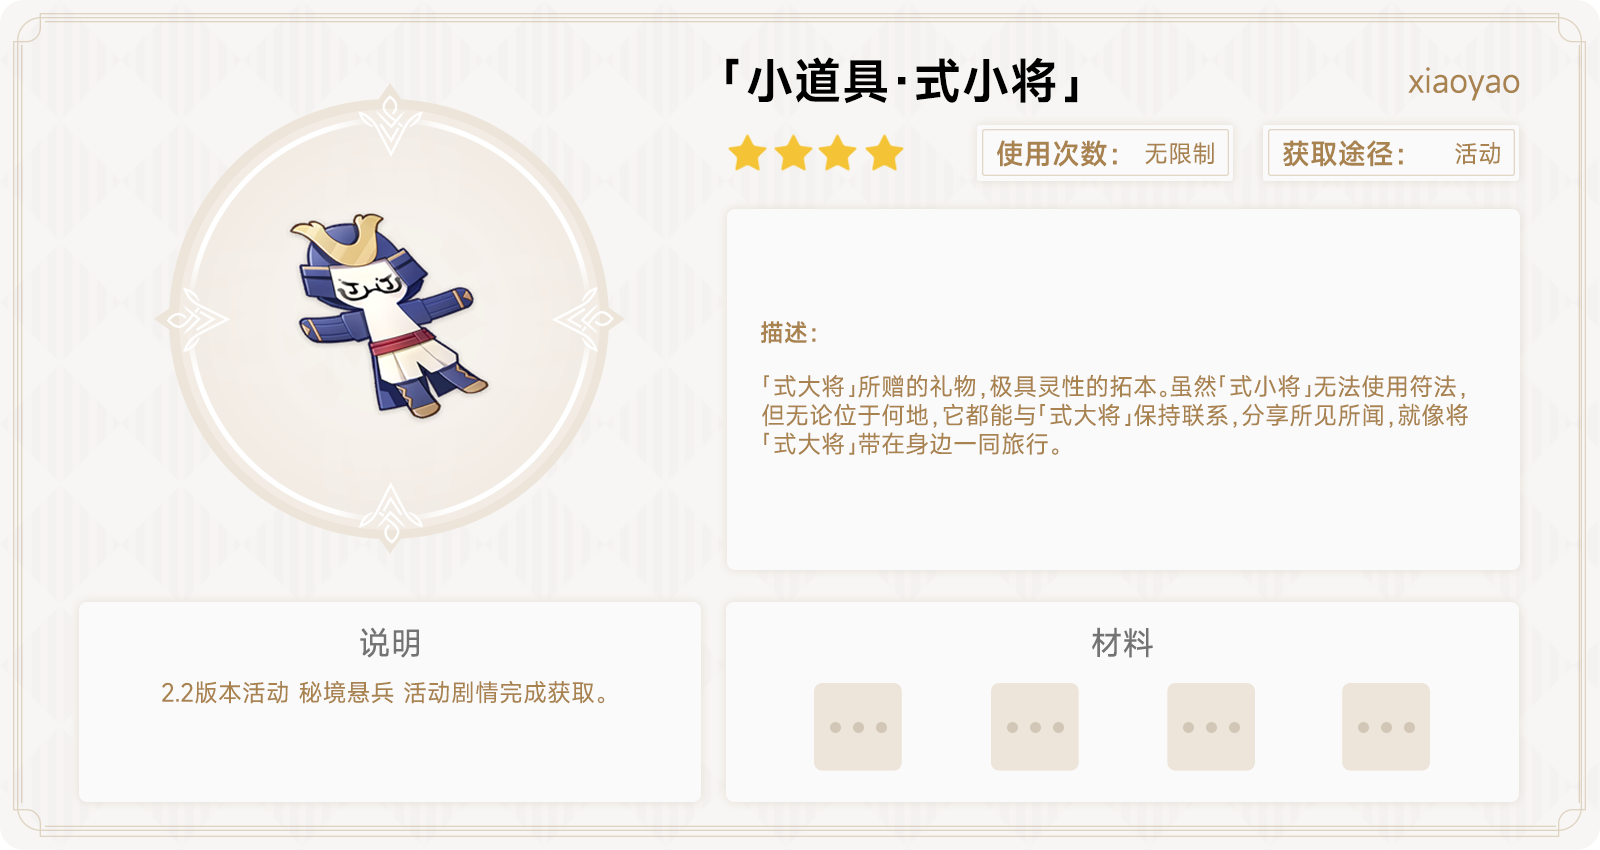 「小道具·式小将」
xiaoyao
使用次数： 无限制
获取途径： 活动
描述：
「式大将」所赠的礼物，极具灵性的拓本。虽然「式小将」无法使用符法，
但无论位于何地，它都能与「式大将」保持联系，分享所见所闻，就像将
「式大将」带在身边一同旅行。
说明
2.2版本活动 秘境悬兵 活动剧情完成获取。
材料